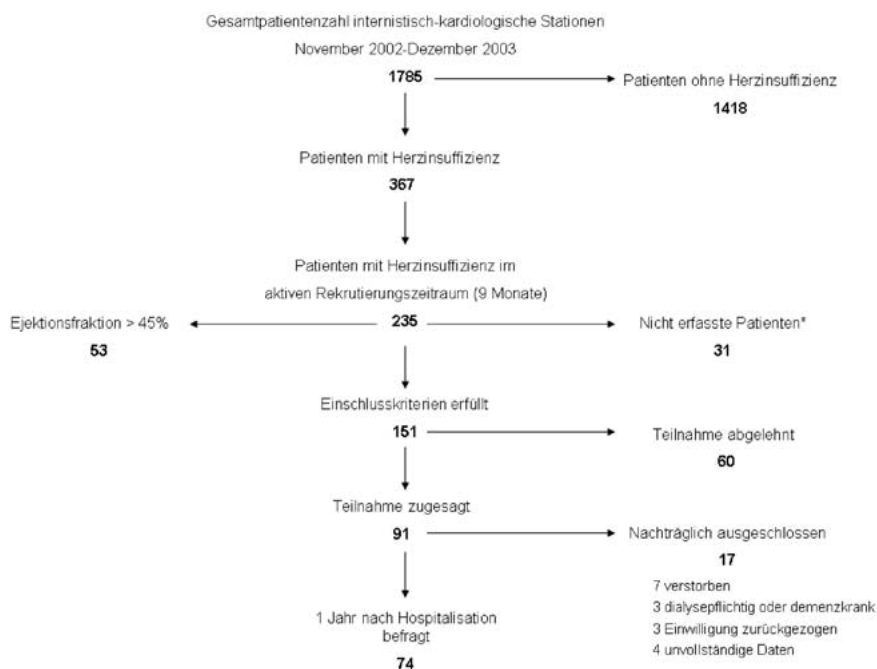 Gesamtpatientenzahl internistisch-kardiologische Stationen
November 2002-Dezember 2003
1785
Patienten ohne Herzinsuffizienz
1418
Patienten mit Herzinsuffizienz
367
Patienten mit Herzinsuffizienz im
aktiven Rekrutierungszeitraum (9 Monate)
235
Ejektionsfraktion > 45%
53
Nicht erfasste Patienten*
31
Einschlusskriterien erfüllt
151
Teilnahme abgelehnt
60
Teilnahme zugesagt
91
Nachträglich ausgeschlossen
17
7 verstorben
3 dialysepflichtig oder demenzkrank
3 Einwilligung zurückgezogen
4 unvollständige Daten
1 Jahr nach Hospitalisation
befragt
74